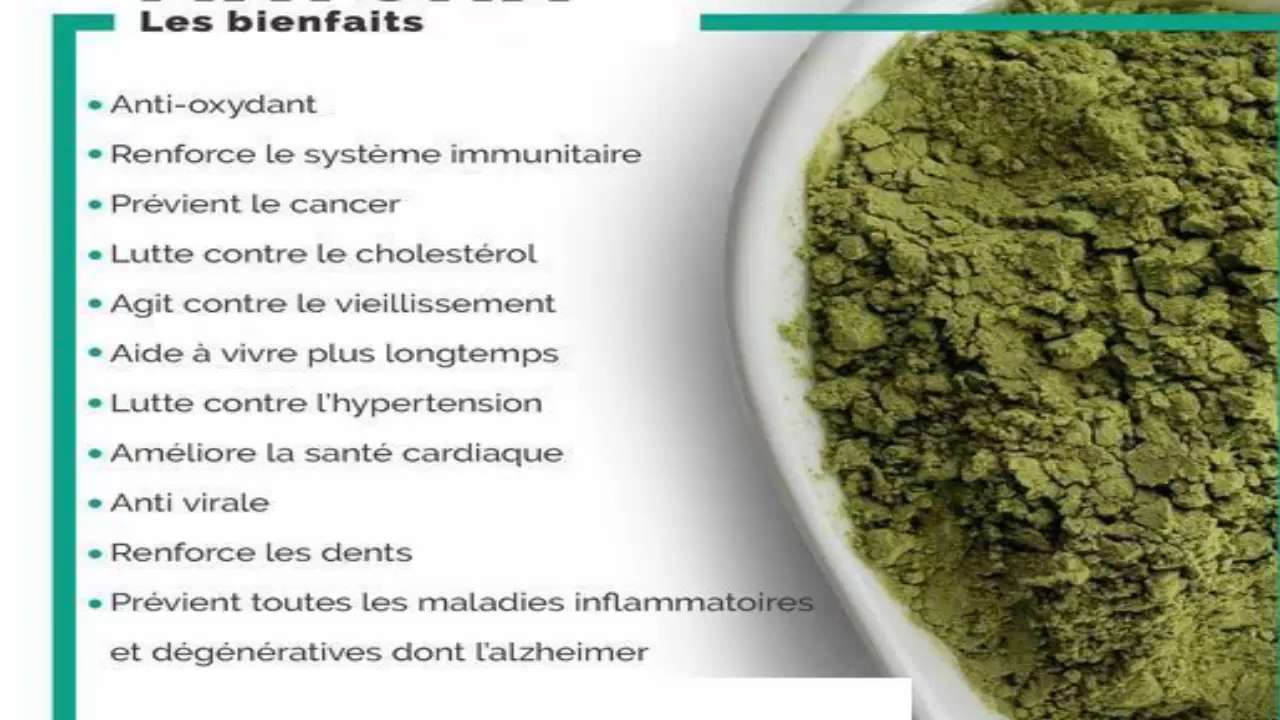 Les bienfaits
• Anti-oxydant
• Renforce le système immunitaire
• Prévient le cancer
• Lutte contre le cholestérol
• Agit contre le vieillissement
• Aide à vivre plus longtemps
• Lutte contre l'hypertension
• Améliore la santé cardiaque
• Anti virale
• Renforce les dents
• Prévient toutes les maladies inflammatoires
et dégénératives dont l'alzheimer